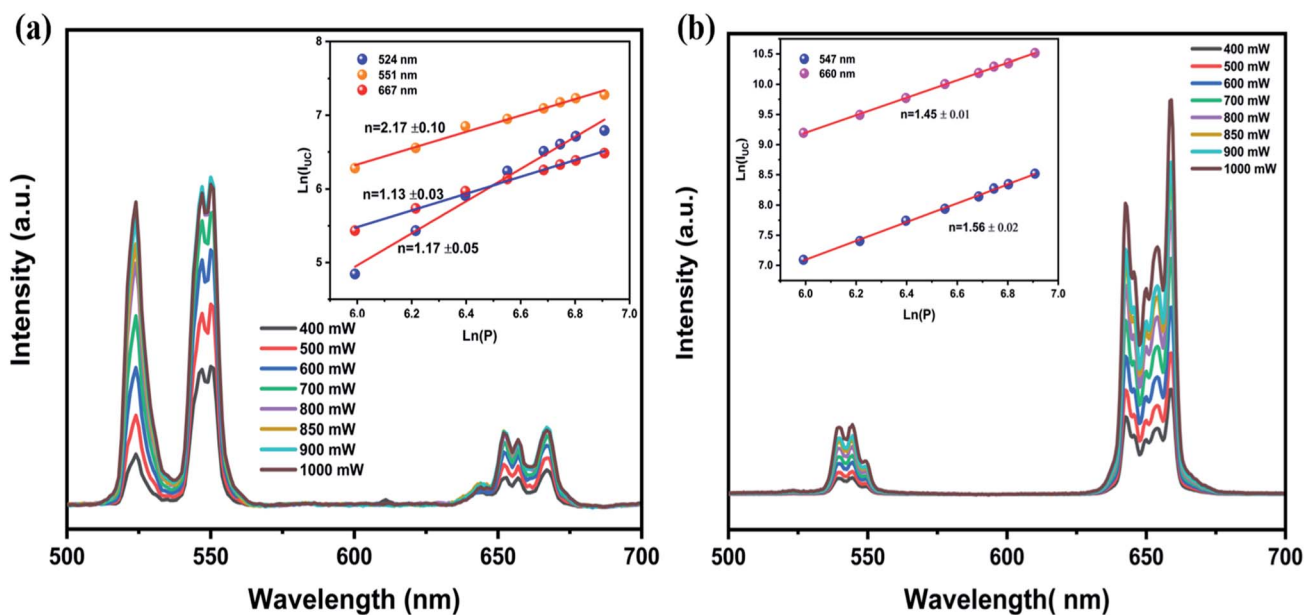 (a)
Intensity (a.u.)
Wavelength (nm)
500
550
600
650
700
400 mW
500 mW
600 mW
700 mW
800 mW
850 mW
900 mW
1000 mW
Ln(I_UC)
8
7
6
5
524 nm
551 nm
667 nm
n=2.17 ±0.10
n=1.13 ±0.03
n=1.17 ±0.05
6.0
6.2
6.4
6.6
6.8
7.0
Ln(P)
(b)
Intensity (a.u.)
Wavelength( nm)
500
550
600
650
700
Ln(I_UC)
10.5
10.0
9.5
9.0
8.5
8.0
7.5
7.0
547 nm
660 nm
n=1.45 ± 0.01
n=1.56 ± 0.02
6.0
6.2
6.4
6.6
6.8
7.0
Ln(P)
400 mW
500 mW
600 mW
700 mW
800 mW
850 mW
900 mW
1000 mW